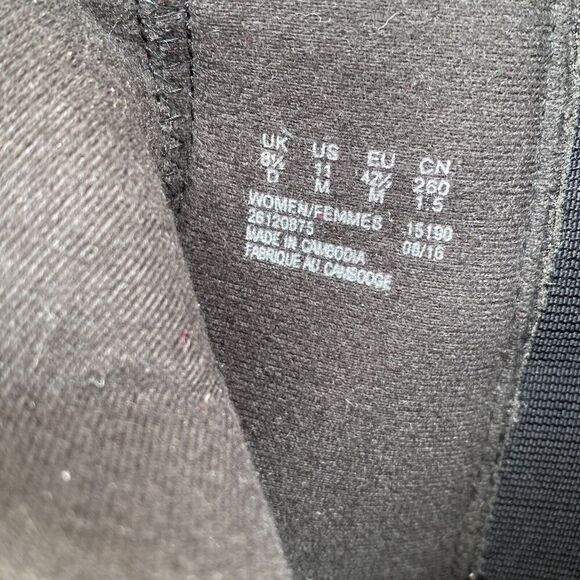 UK US EU CN
8½ 11 42½ 260
D M M 1.5
WOMEN/FEMMES 15190
26120075 08/16
MADE IN CAMBODIA
FABRIQUE AU CAMBODGE